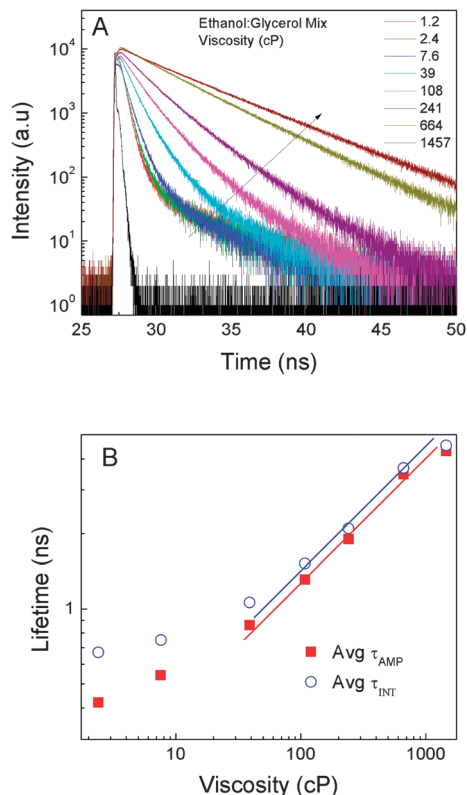 A
Ethanol:Glycerol Mix
Viscosity (cP)
1.2
2.4
7.6
39
108
241
664
1457
Intensity (a.u)
10⁴
10³
10²
10¹
10⁰
25 30 35 40 45 50
Time (ns)
B
Lifetime (ns)
1
Avg τ_AMP
Avg τ_INT
10 100 1000
Viscosity (cP)